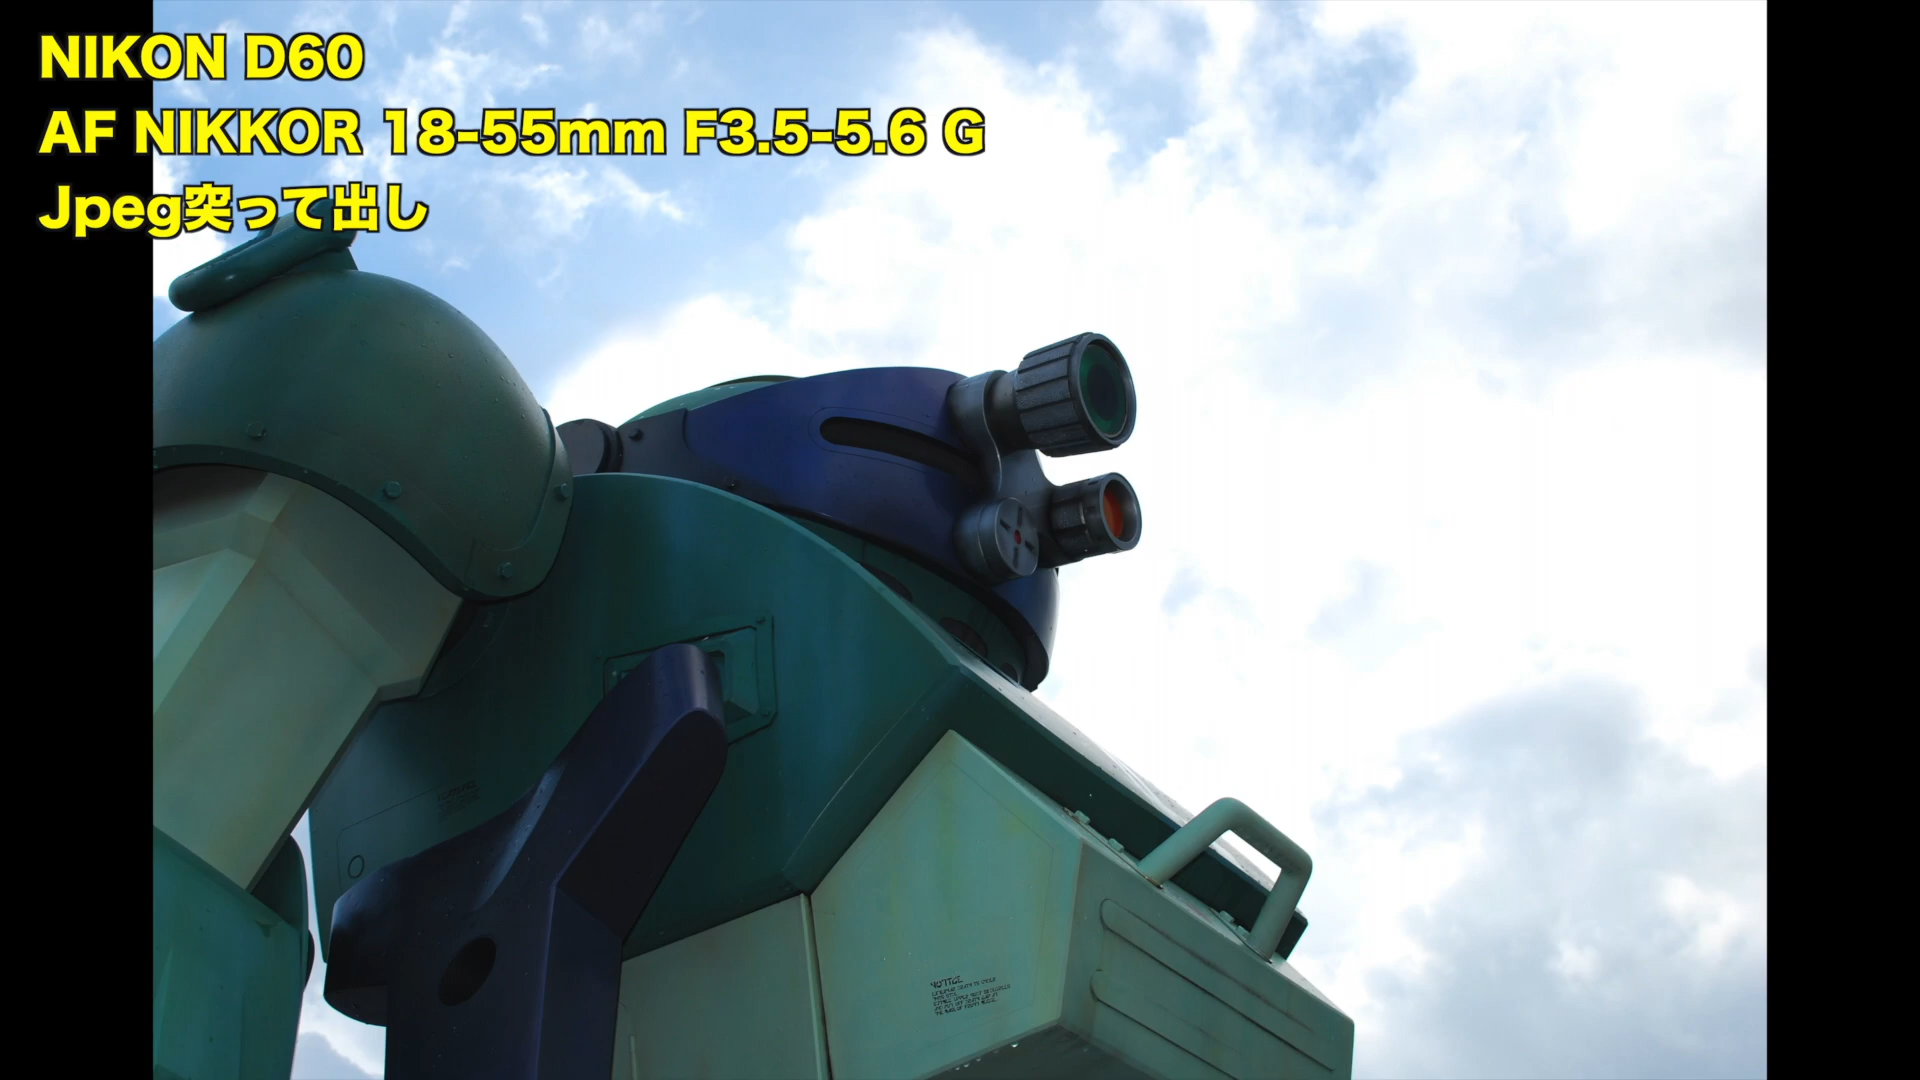 NIKON D60
AF NIKKOR 18-55mm F3.5-5.6 G
Jpeg突って出し